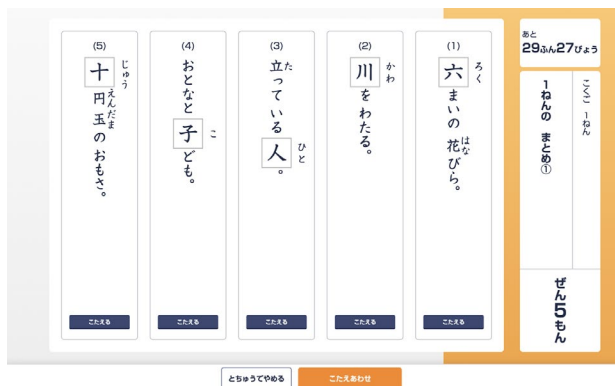 あと
29ふん27びょう
こくご 1ねん
1ねんの まとめ①
ぜん5もん
(1)
ろく
六まいの花びら。
はな
こたえる
(2)
かわ
川をわたる。
こたえる
(3)
た
立っている人。
ひと
こたえる
(4)
おとなと子ども。
こ
こたえる
(5)
じゅう
十円玉のおもさ。
えんだま
こたえる
とちゅうでやめる
こたえあわせ